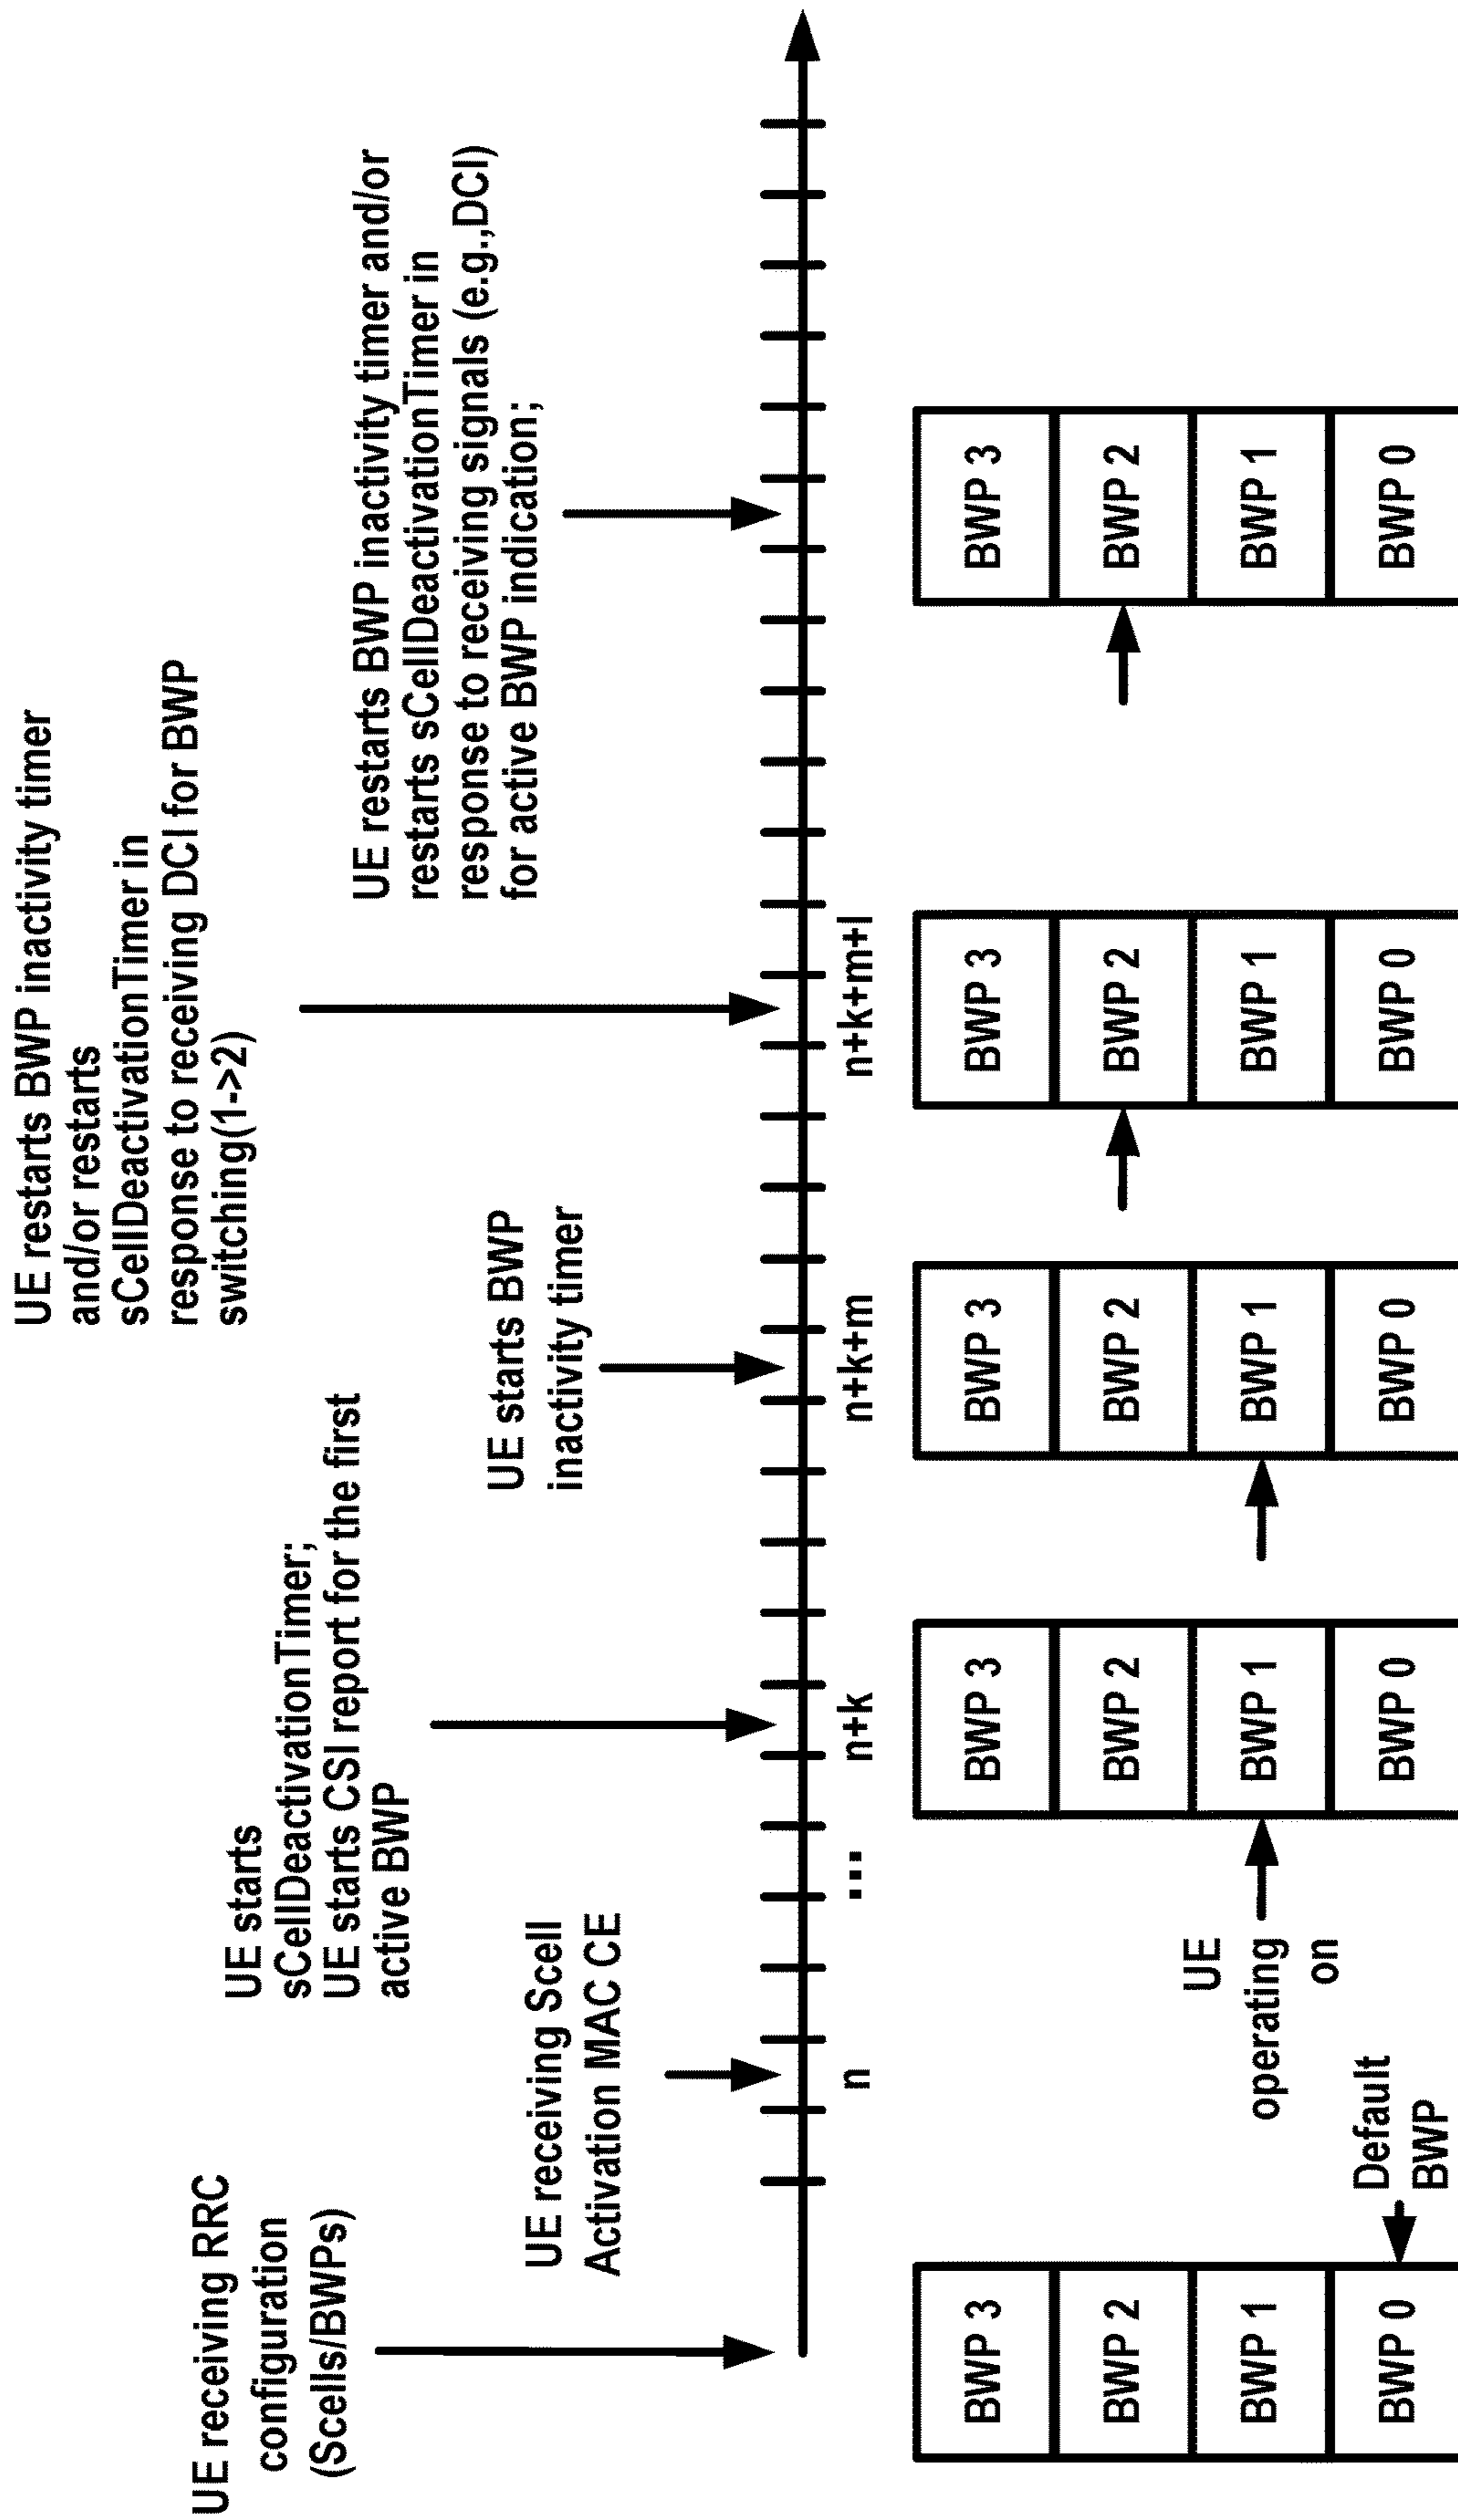 UE receiving RRC
configuration
(Scells/BWPs)
UE receiving Scell
Activation MAC CE
UE starts
sCellDeactivationTimer;
UE starts CSI report for the first
active BWP
UE starts BWP
inactivity timer
UE restarts BWP inactivity timer
and/or restarts
sCellDeactivationTimer in
response to receiving DCI for BWP
switching(1->2)
UE restarts BWP inactivity timer and/or
restarts sCellDeactivationTimer in
response to receiving signals (e.g.,DCI)
for active BWP indication;
n
...
n+k
n+k+m
n+k+m+l
BWP 3
BWP 2
BWP 1
BWP 0
Default
BWP
UE
operating
on
BWP 3
BWP 2
BWP 1
BWP 0
BWP 3
BWP 2
BWP 1
BWP 0
BWP 3
BWP 2
BWP 1
BWP 0
BWP 3
BWP 2
BWP 1
BWP 0